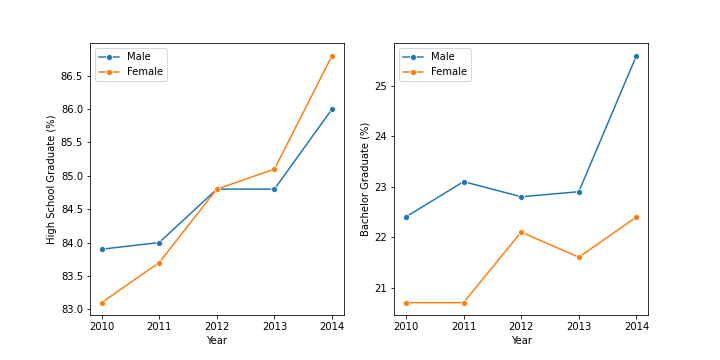 Male
Female
86.5
86.0
85.5
85.0
84.5
84.0
83.5
83.0
High School Graduate (%)
2010 2011 2012 2013 2014
Year
Male
Female
25
24
23
22
21
Bachelor Graduate (%)
2010 2011 2012 2013 2014
Year